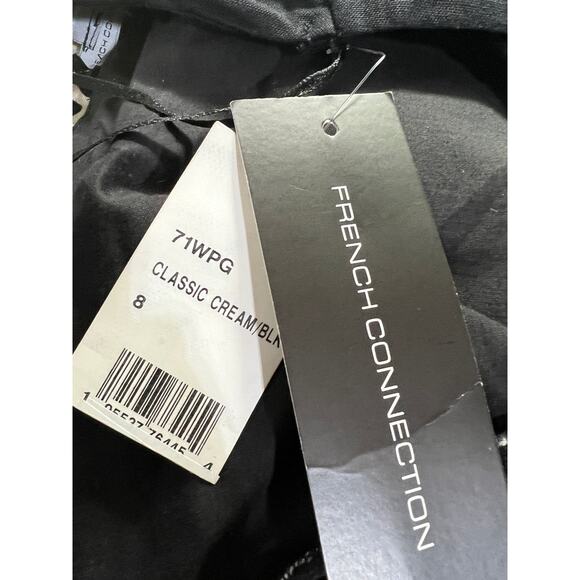 71WPG
CLASSIC CREAM/BLK
8
FRENCH CONNECTION